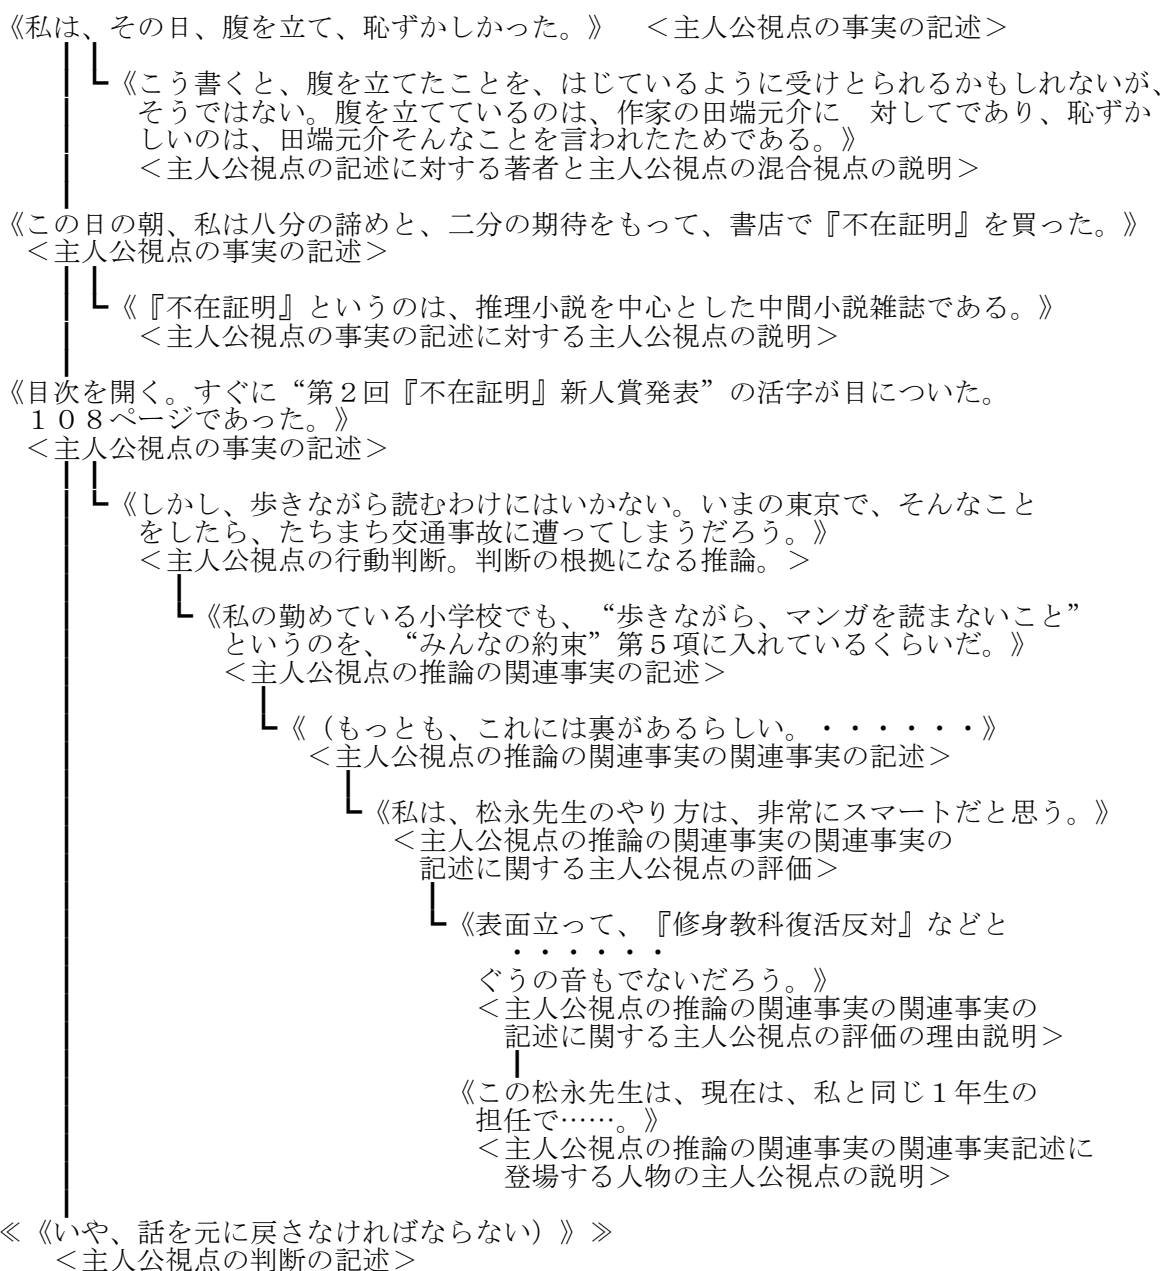 《私は、その日、腹を立て、恥ずかしかった。》　＜主人公視点の事実の記述＞
《こう書くと、腹を立てたことを、はじているように受けとられるかもしれないが、
そうではない。腹を立てているのは、作家の田端元介に　対してであり、恥ずか
しいのは、田端元介そんなことを言われたためである。》
＜主人公視点の記述に対する著者と主人公視点の混合視点の説明＞
《この日の朝、私は八分の諦めと、二分の期待をもって、書店で『不在証明』を買った。》
＜主人公視点の事実の記述＞
《『不在証明』というのは、推理小説を中心とした中間小説雑誌である。》
＜主人公視点の事実の記述に対する主人公視点の説明＞
《目次を開く。すぐに“第２回『不在証明』新人賞発表”の活字が目についた。
１０８ページであった。》
＜主人公視点の事実の記述＞
《しかし、歩きながら読むわけにはいかない。いまの東京で、そんなこと
をしたら、たちまち交通事故に遭ってしまうだろう。》
＜主人公視点の行動判断。判断の根拠になる推論。＞
《私の勤めている小学校でも、“歩きながら、マンガを読まないこと”
というのを、“みんなの約束”第５項に入れているくらいだ。》
＜主人公視点の推論の関連事実の記述＞
《（もっとも、これには裏があるらしい。・・・・・・》
＜主人公視点の推論の関連事実の関連事実の記述＞
《私は、松永先生のやり方は、非常にスマートだと思う。》
＜主人公視点の推論の関連事実の関連事実の
記述に関する主人公視点の評価＞
《表面立って、『修身教科復活反対』などと
・・・・・・
ぐうの音もでないだろう。》
＜主人公視点の推論の関連事実の関連事実の
記述に関する主人公視点の評価の理由説明＞
《この松永先生は、現在は、私と同じ１年生の
担任で……。》
＜主人公視点の推論の関連事実の関連事実記述に
登場する人物の主人公視点の説明＞
≪《いや、話を元に戻さなければならない）》≫
＜主人公視点の判断の記述＞